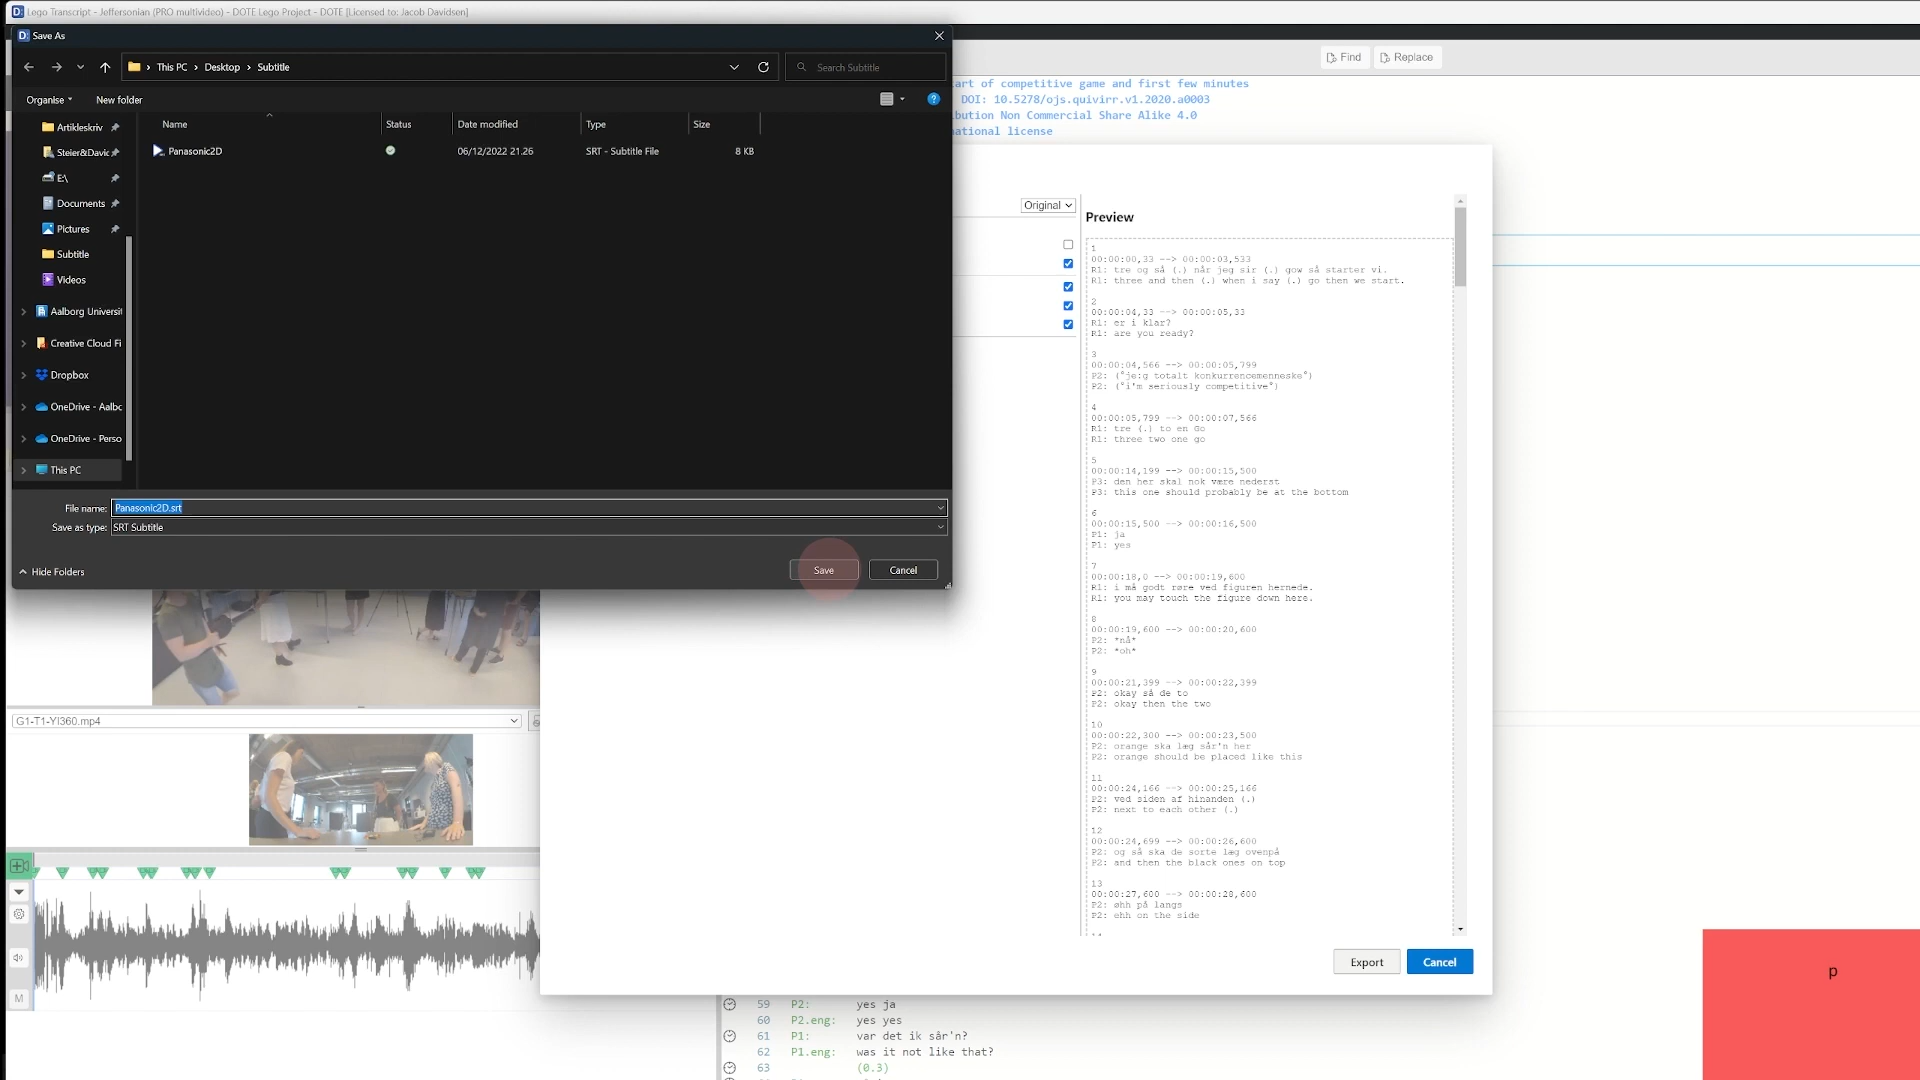 Lego Transcript - Jeffersonian (PRO multivideo) - DOTE Lego Project - DOTE [Licensed to: Jacob Davidsen]
Save As
This PC > Desktop > Subtitle
Search Subtitle
Organise
New folder
Name
Status
Date modified
Type
Size
Panasonic2D
06/12/2022 21.26
SRT - Subtitle File
8 KB
Artikleskriv
Steier&Davic
E:\
Documents
Pictures
Subtitle
Videos
Aalborg Universit
Creative Cloud Fi
Dropbox
OneDrive - Aalbc
OneDrive - Perso
This PC
File name: Panasonic2D.srt
Save as type: SRT Subtitle
Hide Folders
Save
Cancel
Find
Replace
art of competitive game and first few minutes
DOI: 10.5278/ojs.quivirr.v1.2020.a0003
bution Non Commercial Share Alike 4.0
national license
Original
Preview
1
00:00:00,33 --> 00:00:03,533
R1: tre og så (.) når jeg sir (.) gow så starter vi.
R1: three and then (.) when i say (.) go then we start.
2
00:00:04,33 --> 00:00:05,33
R1: er i klar?
R1: are you ready?
3
00:00:04,566 --> 00:00:05,799
P2: (°je:g totalt konkurrencemenneske°)
P2: (°i'm seriously competitive°)
4
00:00:05,799 --> 00:00:07,566
R1: tre (.) to en Go
R1: three two one go
5
00:00:14,199 --> 00:00:15,500
P3: den her skal nok være nederst
P3: this one should probably be at the bottom
6
00:00:15,500 --> 00:00:16,500
P1: ja
P1: yes
7
00:00:18,0 --> 00:00:19,600
R1: i må godt røre ved figuren hernede.
R1: you may touch the figure down here.
8
00:00:19,600 --> 00:00:20,600
P2: *nå*
P2: *oh*
9
00:00:21,399 --> 00:00:22,399
P2: okay så de to
P2: okay then the two
10
00:00:22,300 --> 00:00:23,500
P2: orange ska læg sår'n her
P2: orange should be placed like this
11
00:00:24,166 --> 00:00:25,166
P2: ved siden af hinanden (.)
P2: next to each other (.)
12
00:00:24,699 --> 00:00:26,600
P2: og så ska de sorte læg ovenpå
P2: and then the black ones on top
13
00:00:27,600 --> 00:00:28,600
P2: øhh på langs
P2: ehh on the side
Export
Cancel
G1-T1-YI360.mp4
M
59 P2: yes ja
60 P2.eng: yes yes
61 P1: var det ik sår'n?
62 P1.eng: was it not like that?
63 (0.3)
p